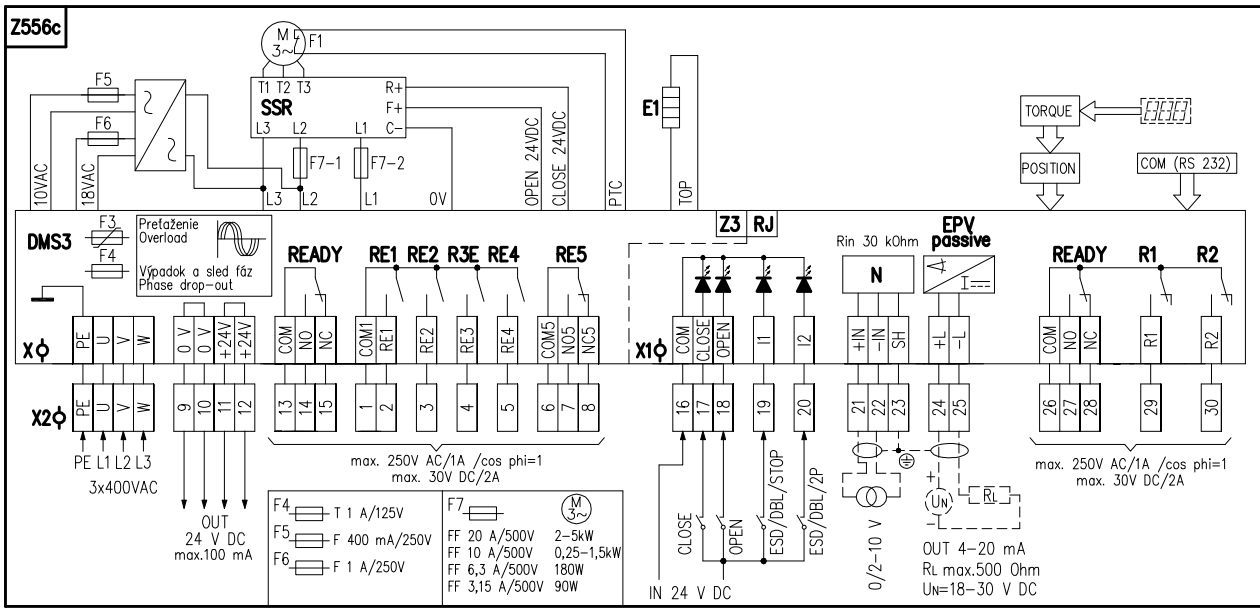 Z556c
M
3~
F1
F5
F6
T1 T2 T3
SSR
R+
F+
C-
L3 L2 L1
F7-1
F7-2
E1
TORQUE
POSITION
COM (RS 232)
10VAC
18VAC
L3 L2 L1
0V
OPEN 24VDC
CLOSE 24VDC
PTC
TOP
DMS3
F3
F4
Preťaženie
Overload
Výpadok a sled fáz
Phase drop-out
READY RE1 RE2 R3E RE4 RE5
Z3 RJ
Rin 30 kOhm
N
EPV
passive
I
READY R1 R2
X
PE U V W
0 V 0 V +24V +24V
COM NO NC
COM1 RE1 RE2 RE3 RE4
COM5 NO5 NC5
X1
COM CLOSE OPEN I1 I2
+IN -IN SH
+L -L
COM NO NC R1 R2
X2
PE U V W
9 10 11 12
13 14 15
1 2 3 4 5
6 7 8
16 17 18 19 20
21 22 23
24 25
26 27 28 29 30
PE L1 L2 L3
3x400VAC
OUT
24 V DC
max.100 mA
max. 250V AC/1A /cos phi=1
max. 30V DC/2A
F4 T 1 A/125V
F5 F 400 mA/250V
F6 F 1 A/250V
F7
M
3~
FF 20 A/500V 2-5kW
FF 10 A/500V 0,25-1,5kW
FF 6,3 A/500V 180W
FF 3,15 A/500V 90W
CLOSE
OPEN
ESD/DBL/STOP
ESD/DBL/2P
IN 24 V DC
0/2-10 V
+
UN
-
RL
OUT 4-20 mA
RL max.500 Ohm
UN=18-30 V DC
max. 250V AC/1A /cos phi=1
max. 30V DC/2A